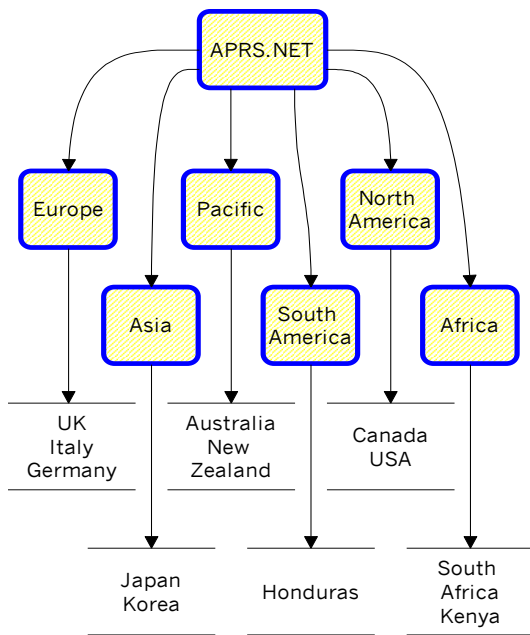 APRS.NET
Europe
Pacific
North
America
Asia
South
America
Africa
UK
Italy
Germany
Australia
New
Zealand
Canada
USA
Japan
Korea
Honduras
South
Africa
Kenya